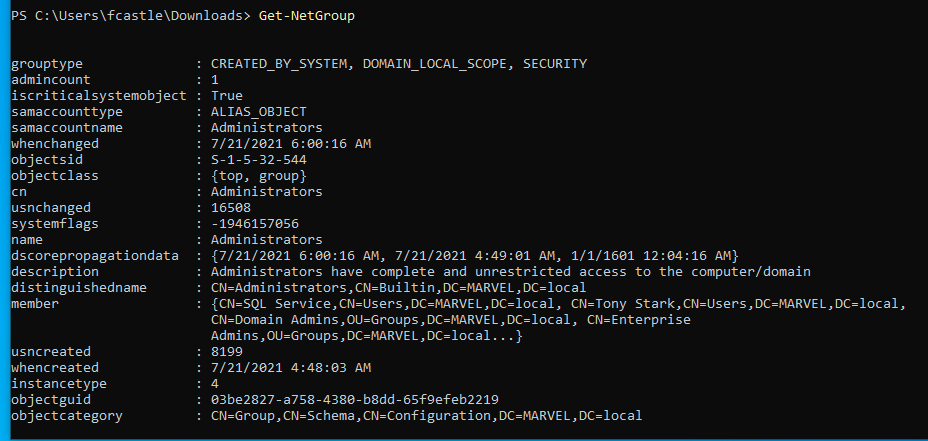 PS C:\Users\fcastle\Downloads> Get-NetGroup
grouptype : CREATED_BY_SYSTEM, DOMAIN_LOCAL_SCOPE, SECURITY
admincount : 1
iscriticalsystemobject : True
samaccounttype : ALIAS_OBJECT
samaccountname : Administrators
whenchanged : 7/21/2021 6:00:16 AM
objectsid : S-1-5-32-544
objectclass : {top, group}
cn : Administrators
usnchanged : 16508
systemflags : -1946157056
name : Administrators
dscorepropagationdata : {7/21/2021 6:00:16 AM, 7/21/2021 4:49:01 AM, 1/1/1601 12:04:16 AM}
description : Administrators have complete and unrestricted access to the computer/domain
distinguishedname : CN=Administrators,CN=Builtin,DC=MARVEL,DC=local
member : {CN=SQL Service,CN=Users,DC=MARVEL,DC=local, CN=Tony Stark,CN=Users,DC=MARVEL,DC=local,
CN=Domain Admins,OU=Groups,DC=MARVEL,DC=local, CN=Enterprise
Admins,OU=Groups,DC=MARVEL,DC=local...}
usncreated : 8199
whencreated : 7/21/2021 4:48:03 AM
instancetype : 4
objectguid : 03be2827-a758-4380-b8dd-65f9efeb2219
objectcategory : CN=Group,CN=Schema,CN=Configuration,DC=MARVEL,DC=local